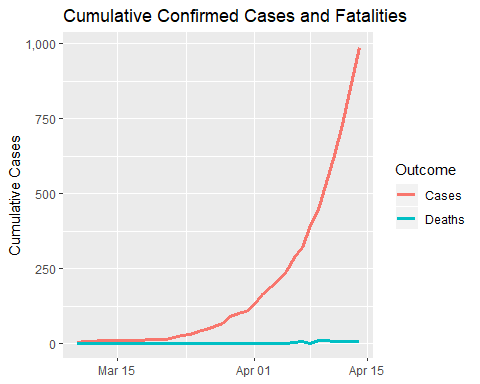 Cumulative Confirmed Cases and Fatalities
1,000
750
500
250
0
Cumulative Cases
Mar 15
Apr 01
Apr 15
Outcome
Cases
Deaths